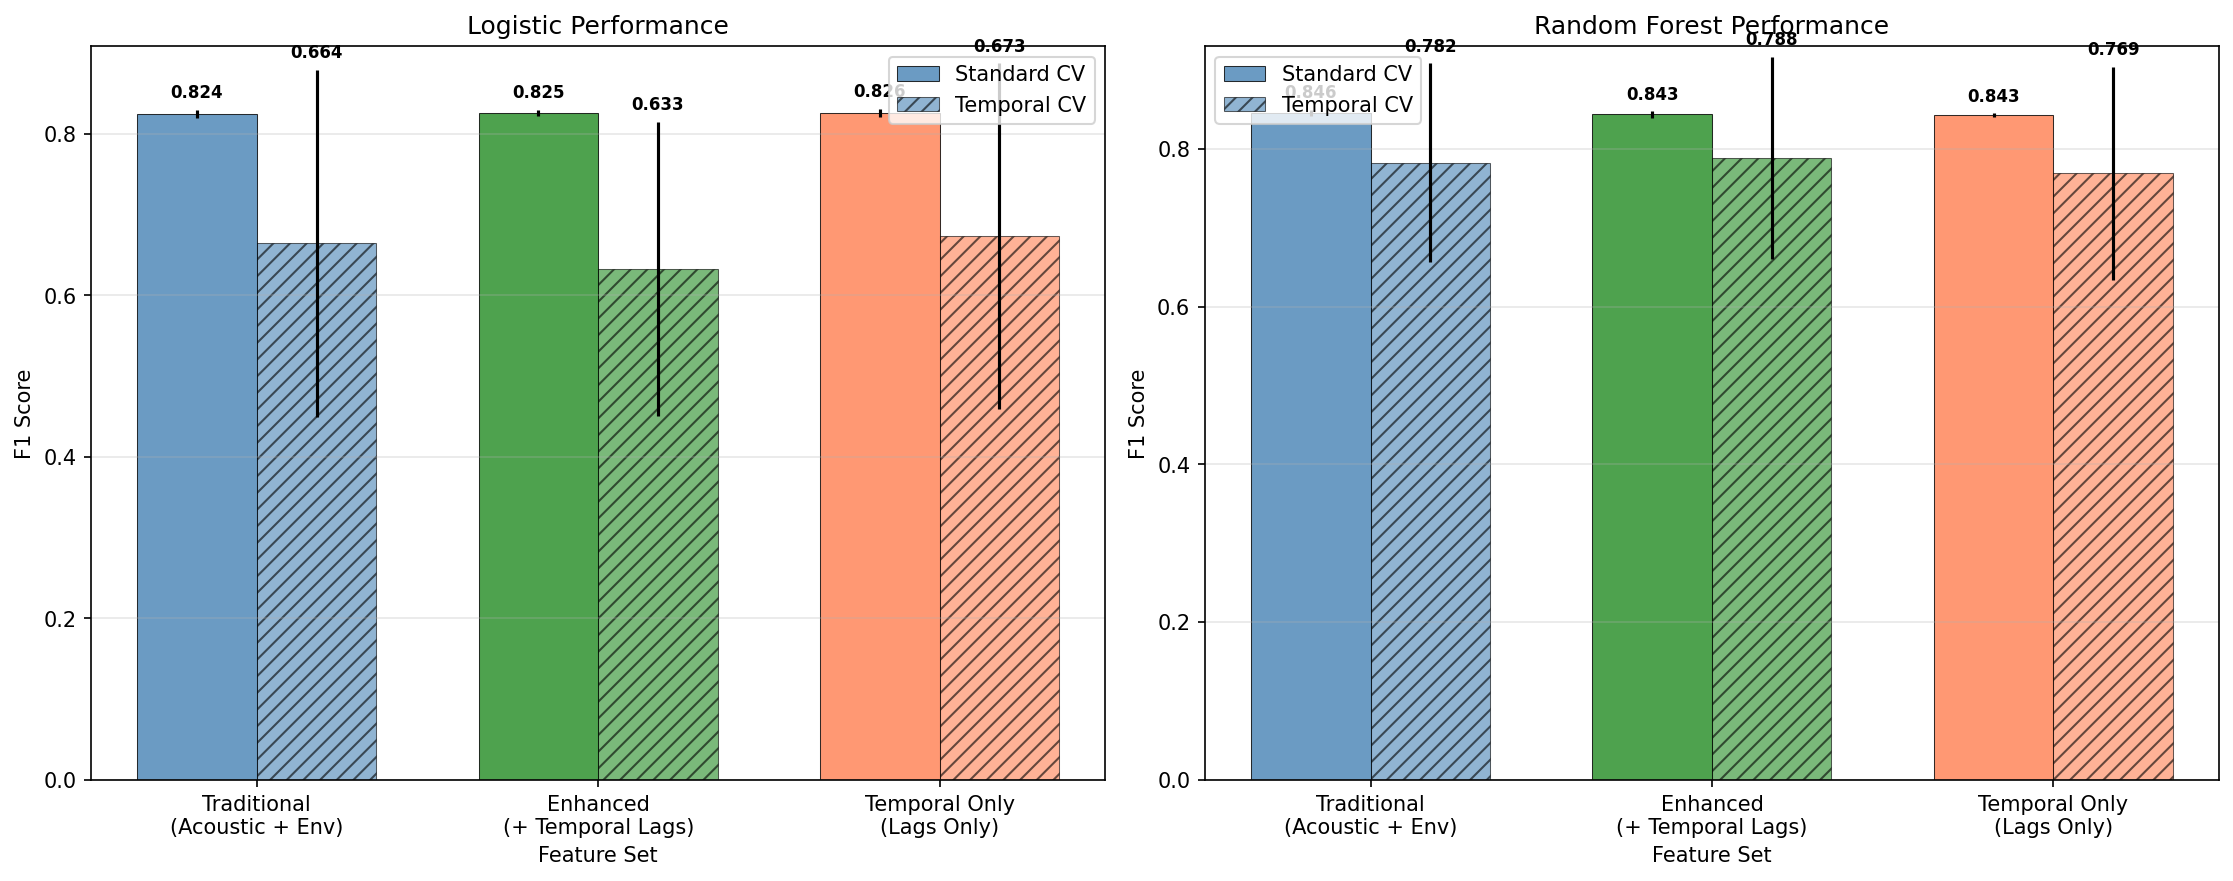 Logistic Performance
0.664
0.673
0.824
0.825
0.633
0.826
Standard CV
Temporal CV
F1 Score
0.8
0.6
0.4
0.2
0.0
Traditional
(Acoustic + Env)
Enhanced
(+ Temporal Lags)
Temporal Only
(Lags Only)
Feature Set
Random Forest Performance
0.782
0.788
0.769
Standard CV
Temporal CV
0.846
0.843
0.843
F1 Score
0.8
0.6
0.4
0.2
0.0
Traditional
(Acoustic + Env)
Enhanced
(+ Temporal Lags)
Temporal Only
(Lags Only)
Feature Set